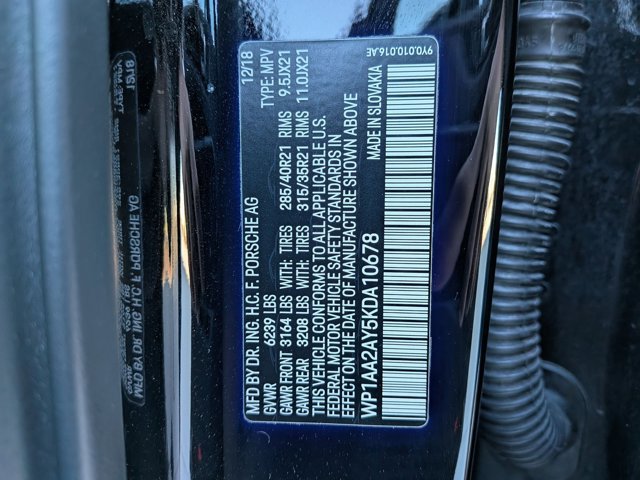 MFD BY DR. ING. H.C. F. PORSCHE AG 12/18
GVWR 6239 LBS TYPE: MPV
GAWR FRONT 3164 LBS WITH: TIRES 285/40R21 RIMS 9.5JX21
GAWR REAR 3208 LBS WITH: TIRES 315/35R21 RIMS 11.0JX21
THIS VEHICLE CONFORMS TO ALL APPLICABLE U.S.
FEDERAL MOTOR VEHICLE SAFETY STANDARDS IN
EFFECT ON THE DATE OF MANUFACTURE SHOWN ABOVE
WP1AA2AY5KDA10678 MADE IN SLOVAKIA
9Y0.010.016.AE